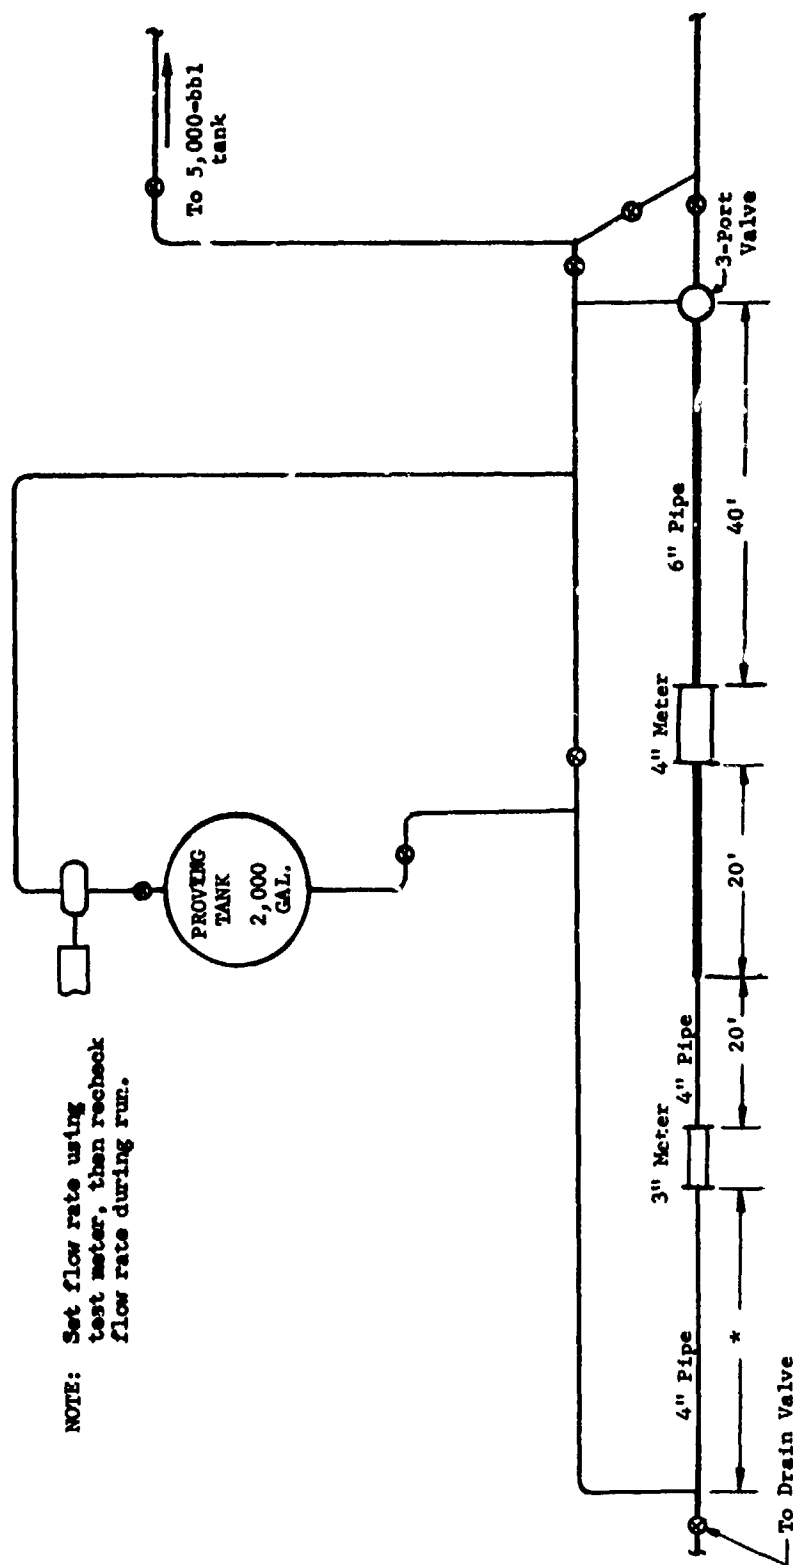 To 5,000-bbl
tank
3-Port
Valve
6" Pipe
40'
4" Meter
20'
PROVING
TANK
2,000
GAL.
4" Pipe
20'
3" Meter
NOTE: Set flow rate using
test meter, then recheck
flow rate during run.
4" Pipe
*
To Drain Valve